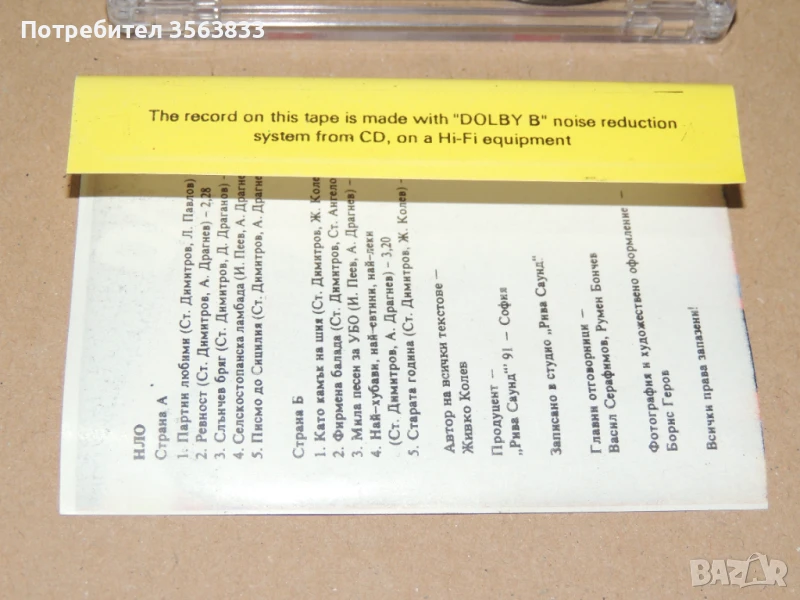 Потребител 3563833
The record on this tape is made with "DOLBY B" noise reduction
system from CD, on a Hi-Fi equipment
НЛО
Страна А
1. Партии любими (Ст. Димитров, Л. Павлов)
2. Ревност (Ст. Димитров, А. Драгнев) – 2,28
3. Слънчев бряг (Ст. Димитров, Д. Драганов) –
4. Селскостопанска ламбада (И. Пеев, А. Драгне
5. Писмо до Сицилия (Ст. Димитров, А. Драгне
Страна Б
1. Като камък на шия (Ст. Димитров, Ж. Коле
2. Фирмена балада (Ст. Димитров, Ст. Ангело
3. Мила песен за УБО (И. Пеев, А. Драгнев) –
4. Най-хубави, най-евтини, най-леки
(Ст. Димитров, А. Драгнев) – 3,20
5. Старата година (Ст. Димитров, Ж. Колев) –
Автор на всички текстове –
Живко Колев
Продуцент –
„Рива Саунд"' 91 – София
Записано в студио „Рива Саунд"
Главни отговорници –
Васил Серафимов, Румен Бончев
Фотография и художествено оформление –
Борис Геров
Всички права запазени!
BAZAR